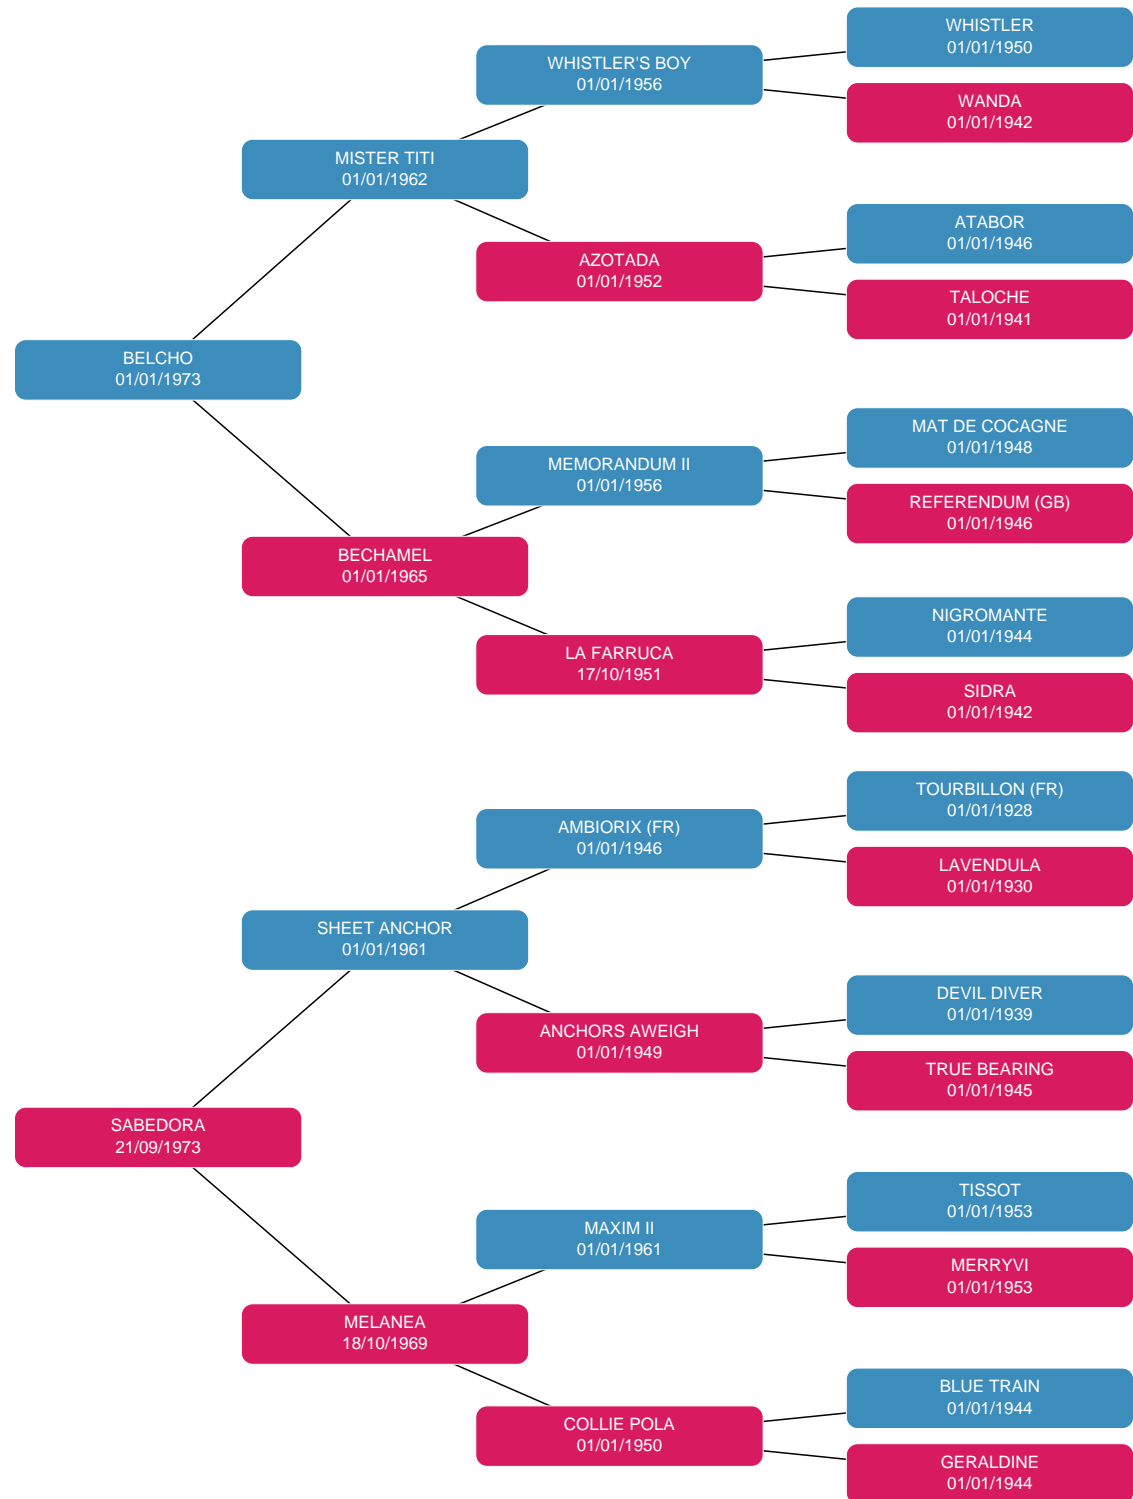 WHISTLER
01/01/1950
WHISTLER'S BOY
01/01/1956
WANDA
01/01/1942
MISTER TITI
01/01/1962
ATABOR
01/01/1946
AZOTADA
01/01/1952
TALOCHE
01/01/1941
BELCHO
01/01/1973
MAT DE COCAGNE
01/01/1948
MEMORANDUM II
01/01/1956
REFERENDUM (GB)
01/01/1946
BECHAMEL
01/01/1965
NIGROMANTE
01/01/1944
LA FARRUCA
17/10/1951
SIDRA
01/01/1942
TOURBILLON (FR)
01/01/1928
AMBIORIX (FR)
01/01/1946
LAVENDULA
01/01/1930
SHEET ANCHOR
01/01/1961
DEVIL DIVER
01/01/1939
ANCHORS AWEIGH
01/01/1949
TRUE BEARING
01/01/1945
SABEDORA
21/09/1973
TISSOT
01/01/1953
MAXIM II
01/01/1961
MERRYVI
01/01/1953
MELANEA
18/10/1969
BLUE TRAIN
01/01/1944
COLLIE POLA
01/01/1950
GERALDINE
01/01/1944